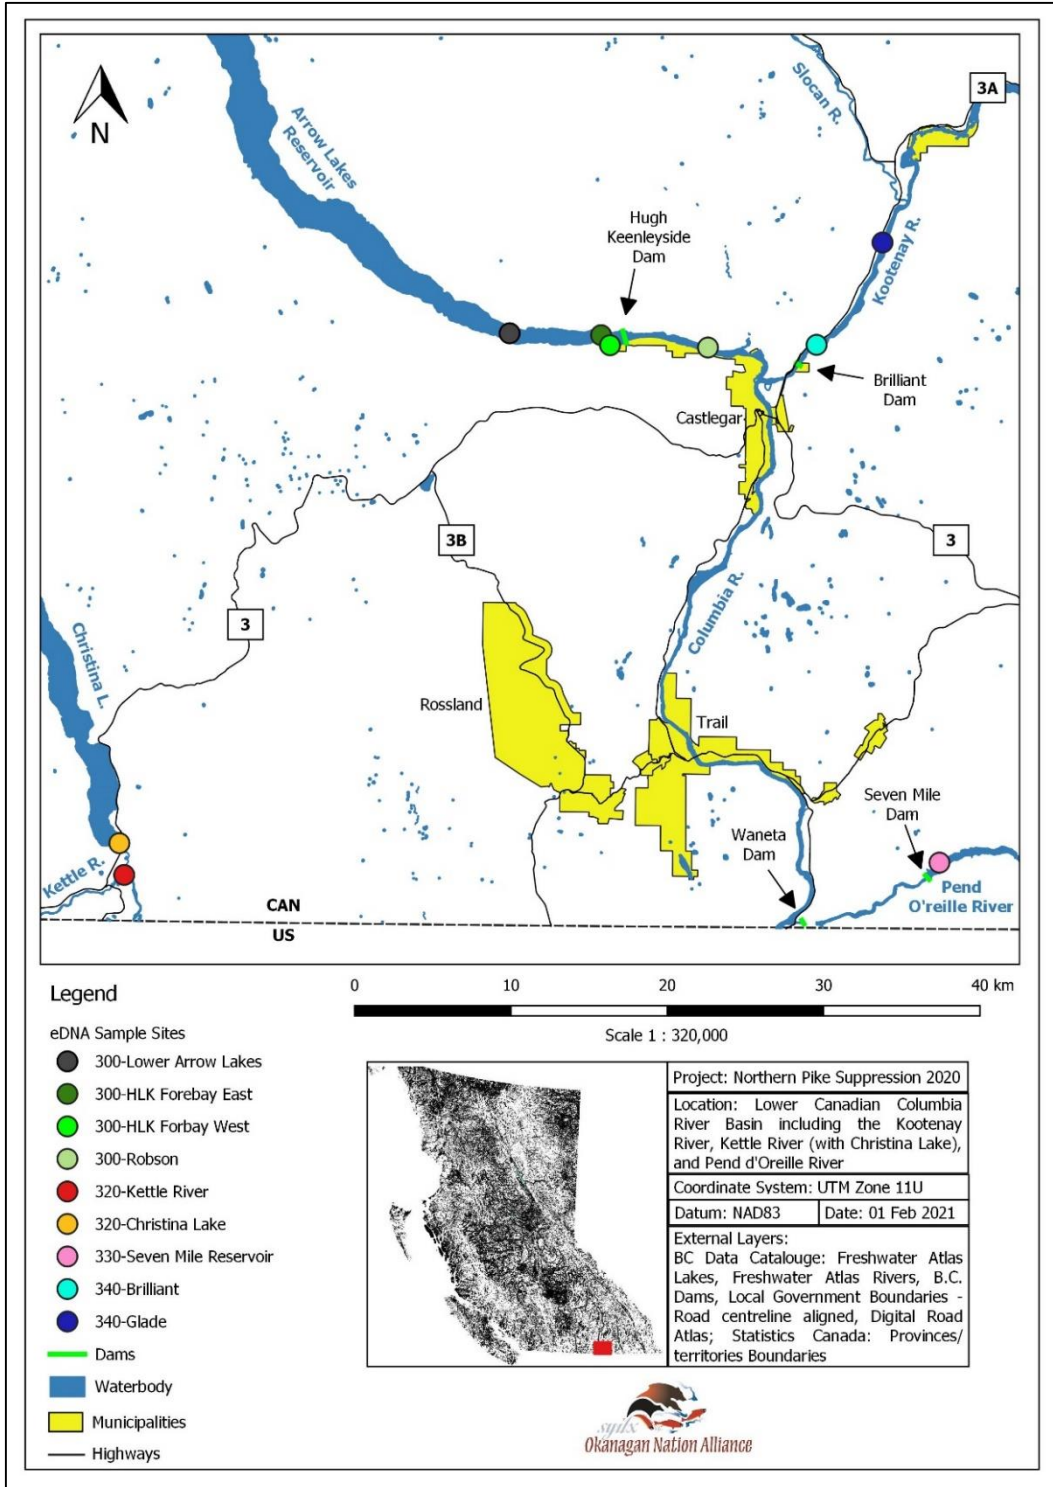 Slocan R.
3A
Arrow Lakes
Reservoir
N
Hugh
Keenleyside
Dam
Kootenay R.
Brilliant
Dam
Castlegar
3B
3
Columbia R.
3
Christina L.
Rossland
Trail
Seven Mile
Dam
Waneta
Dam
Kettle R.
Pend
O'reille River
CAN
US
Legend
0 10 20 30 40 km
Scale 1 : 320,000
eDNA Sample Sites
300-Lower Arrow Lakes
300-HLK Forebay East
300-HLK Forbay West
300-Robson
320-Kettle River
320-Christina Lake
330-Seven Mile Reservoir
340-Brilliant
340-Glade
Dams
Waterbody
Municipalities
Highways
Project: Northern Pike Suppression 2020
Location: Lower Canadian Columbia
River Basin including the Kootenay
River, Kettle River (with Christina Lake),
and Pend d'Oreille River
Coordinate System: UTM Zone 11U
Datum: NAD83 Date: 01 Feb 2021
External Layers:
BC Data Catalouge: Freshwater Atlas
Lakes, Freshwater Atlas Rivers, B.C.
Dams, Local Government Boundaries -
Road centreline aligned, Digital Road
Atlas; Statistics Canada: Provinces/
territories Boundaries
syilx
Okanagan Nation Alliance